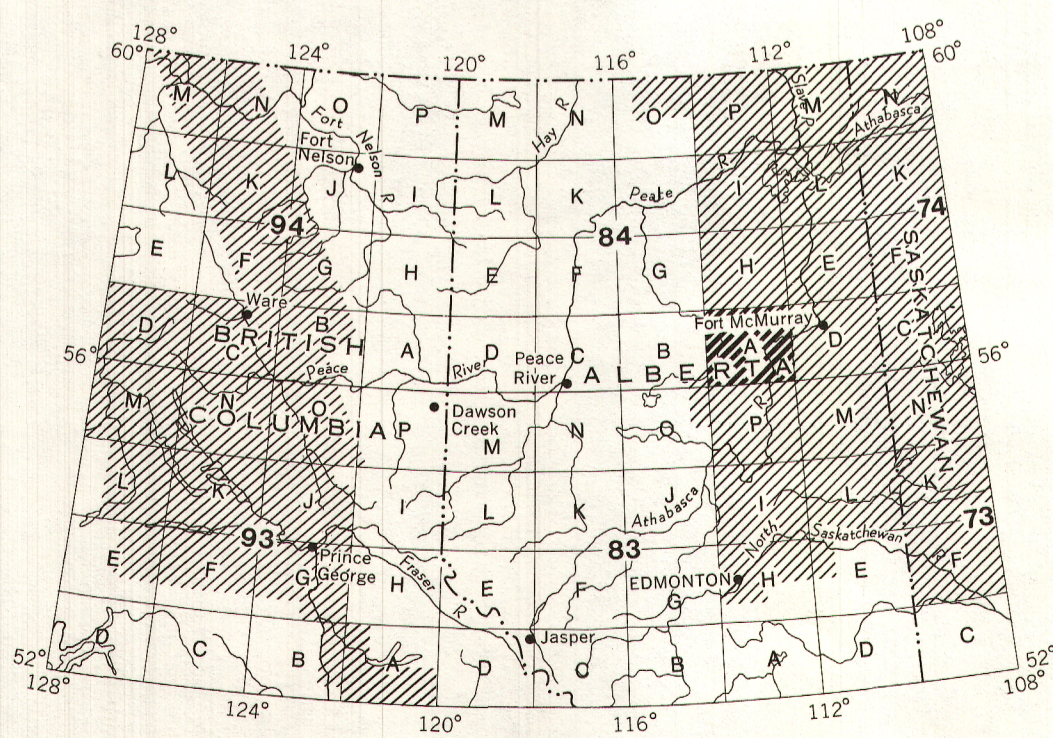 128° 124° 120° 116° 112° 108°
60° 60°
M N O P M N O P M N
Fort Nelson R
Hay R
Slave R
Athabasca
Fort
Nelson
L K J I L K Peace R I L K
94 84 74
E F G H E F G H E F
Ware
Fort McMurray
D C B A D C B A D C
BRITISH
56° Peace River 56°
Peace
River
ALBERTA
SASKATCHEWAN
M N O P M N O P M N
COLUMBIA
Dawson
Creek
R
L K J I L K J I L K
Athabasca
North Saskatchewan R
93 83 73
Prince
George
Fraser R
EDMONTON
E F G H E F G H E F
Jasper
D C B A D C B A D C
52° 52°
128° 124° 120° 116° 112° 108°